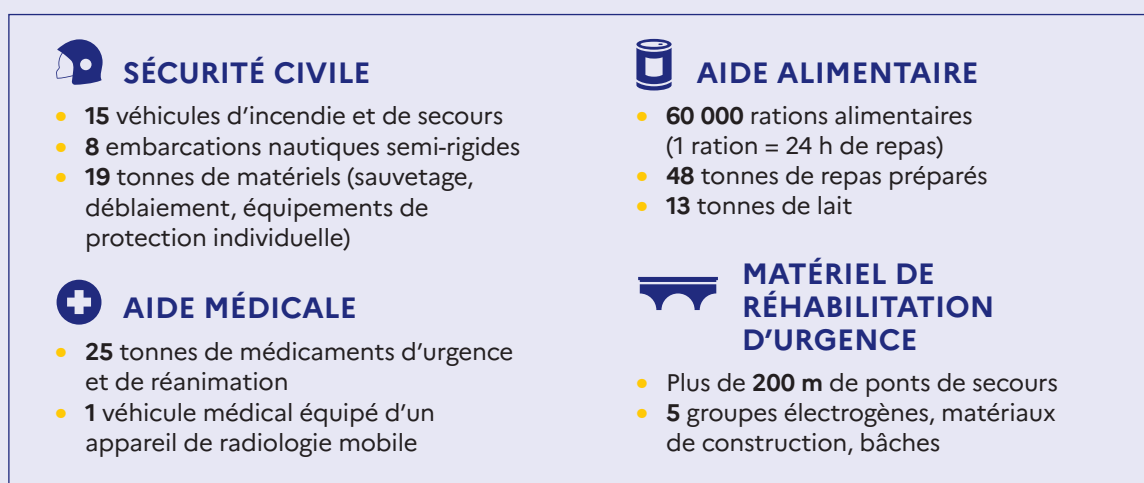 SÉCURITÉ CIVILE
• 15 véhicules d’incendie et de secours
• 8 embarcations nautiques semi-rigides
• 19 tonnes de matériels (sauvetage,
déblaiement, équipements de
protection individuelle)
AIDE MÉDICALE
• 25 tonnes de médicaments d’urgence
et de réanimation
• 1 véhicule médical équipé d’un
appareil de radiologie mobile
AIDE ALIMENTAIRE
• 60 000 rations alimentaires
(1 ration = 24 h de repas)
• 48 tonnes de repas préparés
• 13 tonnes de lait
MATÉRIEL DE
RÉHABILITATION
D’URGENCE
• Plus de 200 m de ponts de secours
• 5 groupes électrogènes, matériaux
de construction, bâches